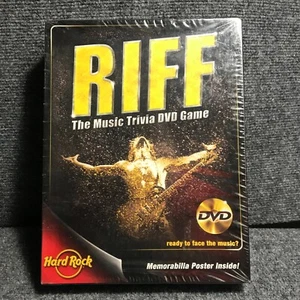 RIFF
The Music Trivia DVD Game
DVD
ready to face the music?
Hard Rock
Memorabilia Poster Inside!